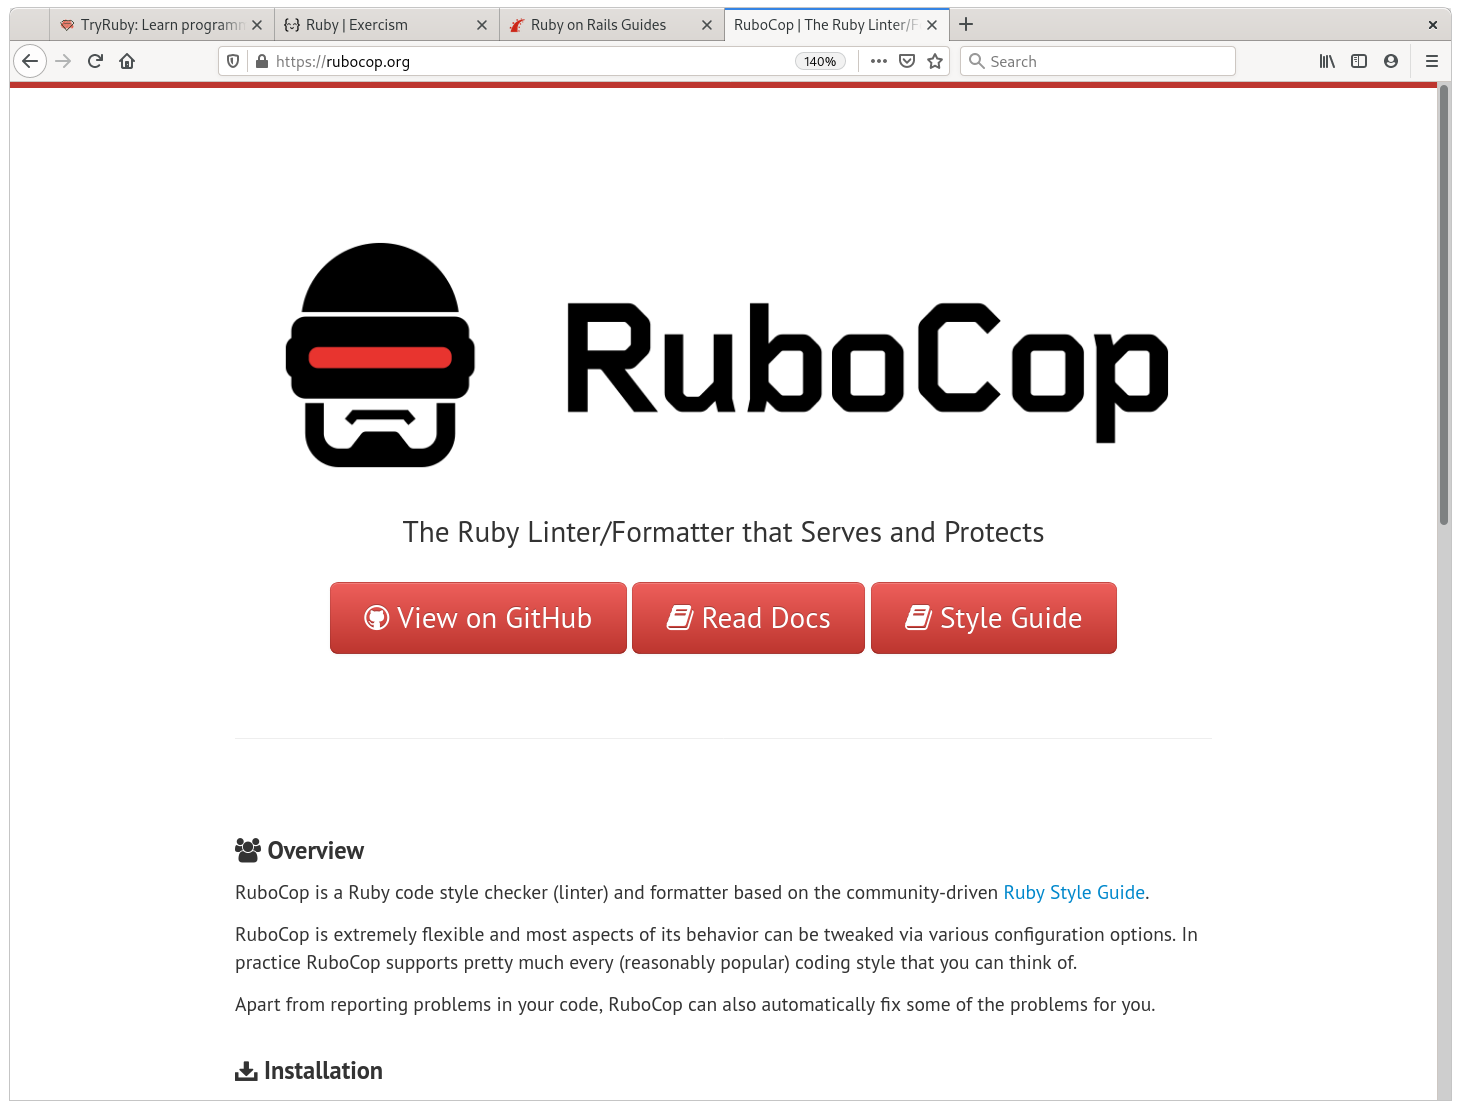 TryRuby: Learn programm
Ruby | Exercism
Ruby on Rails Guides
RuboCop | The Ruby Linter/F
https://rubocop.org
140%
Search
RuboCop
The Ruby Linter/Formatter that Serves and Protects
View on GitHub
Read Docs
Style Guide
Overview
RuboCop is a Ruby code style checker (linter) and formatter based on the community-driven Ruby Style Guide.
RuboCop is extremely flexible and most aspects of its behavior can be tweaked via various configuration options. In
practice RuboCop supports pretty much every (reasonably popular) coding style that you can think of.
Apart from reporting problems in your code, RuboCop can also automatically fix some of the problems for you.
Installation